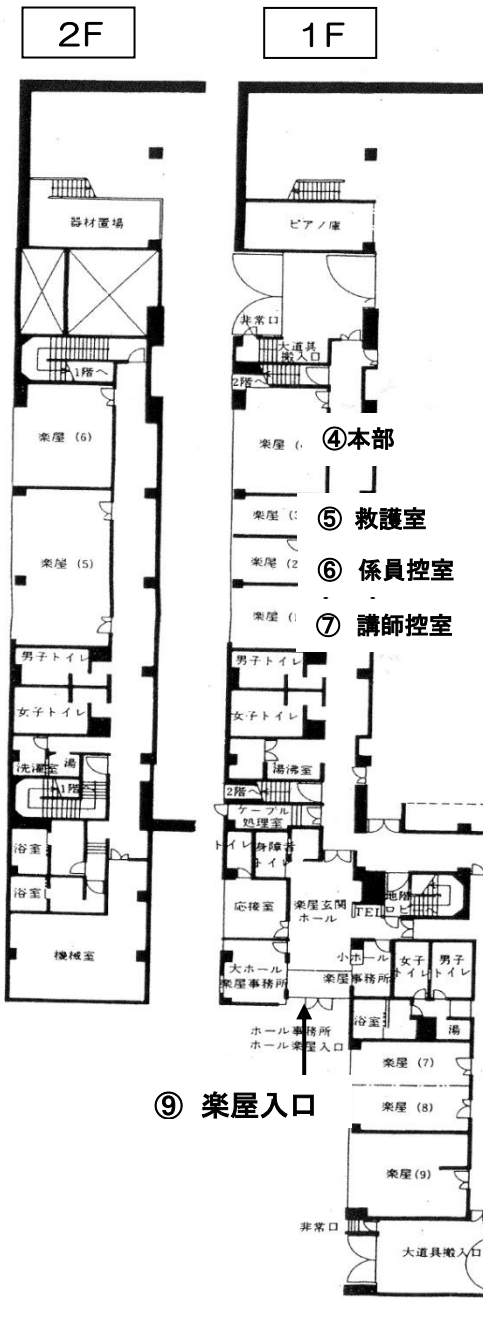 2F
1F
器材置場
ピアノ庫
非常口
大道具
搬入口
1階へ
2階へ
楽屋 (6)
④本部
楽屋
⑤ 救護室
楽屋 (5)
楽屋 (2
⑥ 係員控室
楽屋
⑦ 講師控室
男子トイレ
男子トイレ
女子トイレ
女子トイレ
洗濯室
湯
湯沸室
1階へ
2階へ
ケーブル
処理室
トイレ
身障者
トイレ
浴室
浴室
応接室
楽屋玄関
ホール
TEL
地階
ロビー
機械室
大ホール
楽屋事務所
小ホール
楽屋事務所
女子
トイレ
男子
トイレ
ホール事務所
ホール楽屋入口
浴室
湯
⑨ 楽屋入口
楽屋 (7)
楽屋 (8)
楽屋(9)
非常口
大道具搬入口